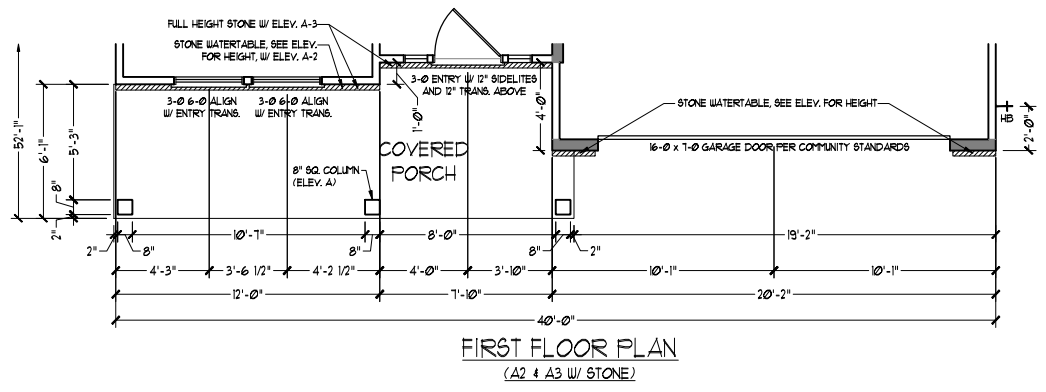 FULL HEIGHT STONE W/ ELEV. A-3
STONE WATERTABLE, SEE ELEV.
FOR HEIGHT, W/ ELEV. A-2
3-0 ENTRY W/ 12" SIDELITES
AND 12" TRANS. ABOVE
3-0 6-0 ALIGN
W/ ENTRY TRANS.
3-0 6-0 ALIGN
W/ ENTRY TRANS.
1'-0"
4'-0"
STONE WATERTABLE, SEE ELEV. FOR HEIGHT
HB
2'-0"
52'-1"
6'-1"
5'-3"
8"
2"
COVERED
PORCH
16-0 x 7-0 GARAGE DOOR PER COMMUNITY STANDARDS
8" SQ. COLUMN
(ELEV. A)
2"
8"
10'-7"
8"
8'-0"
8"
2"
19'-2"
4'-3"
3'-6 1/2"
4'-2 1/2"
4'-0"
3'-10"
10'-1"
10'-1"
12'-0"
7'-10"
20'-2"
40'-0"
FIRST FLOOR PLAN
(A2 & A3 W/ STONE)